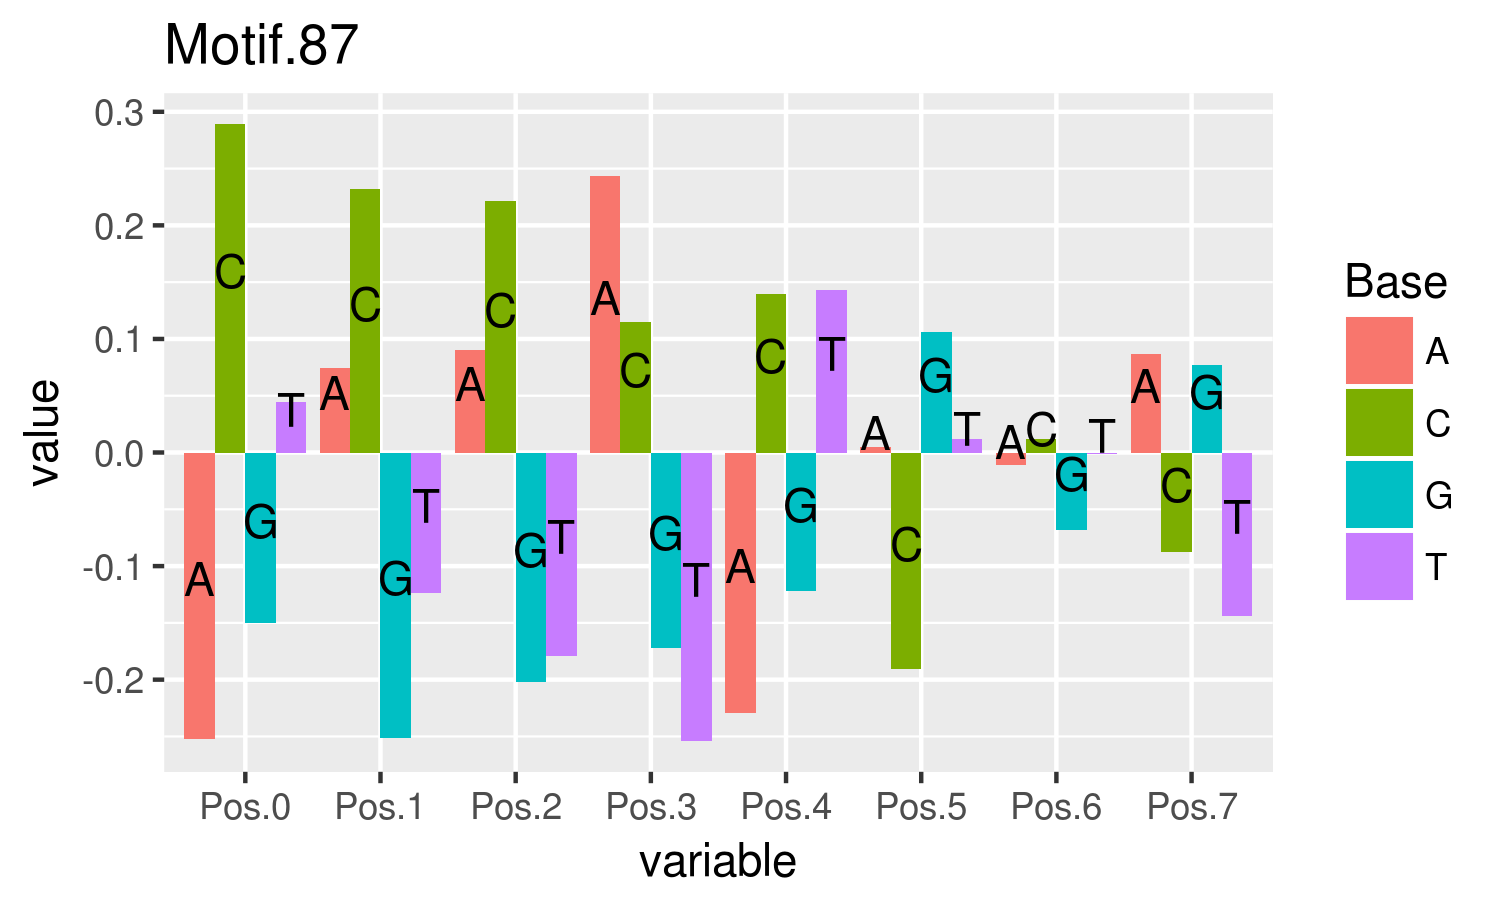 Motif.87
value
0.3
0.2
0.1
0.0
-0.1
-0.2
A C G T
A C G T
A C G T
A C G T
A C G T
A C G T
A C G T
A C G T
Pos.0 Pos.1 Pos.2 Pos.3 Pos.4 Pos.5 Pos.6 Pos.7
variable
Base
A
C
G
T